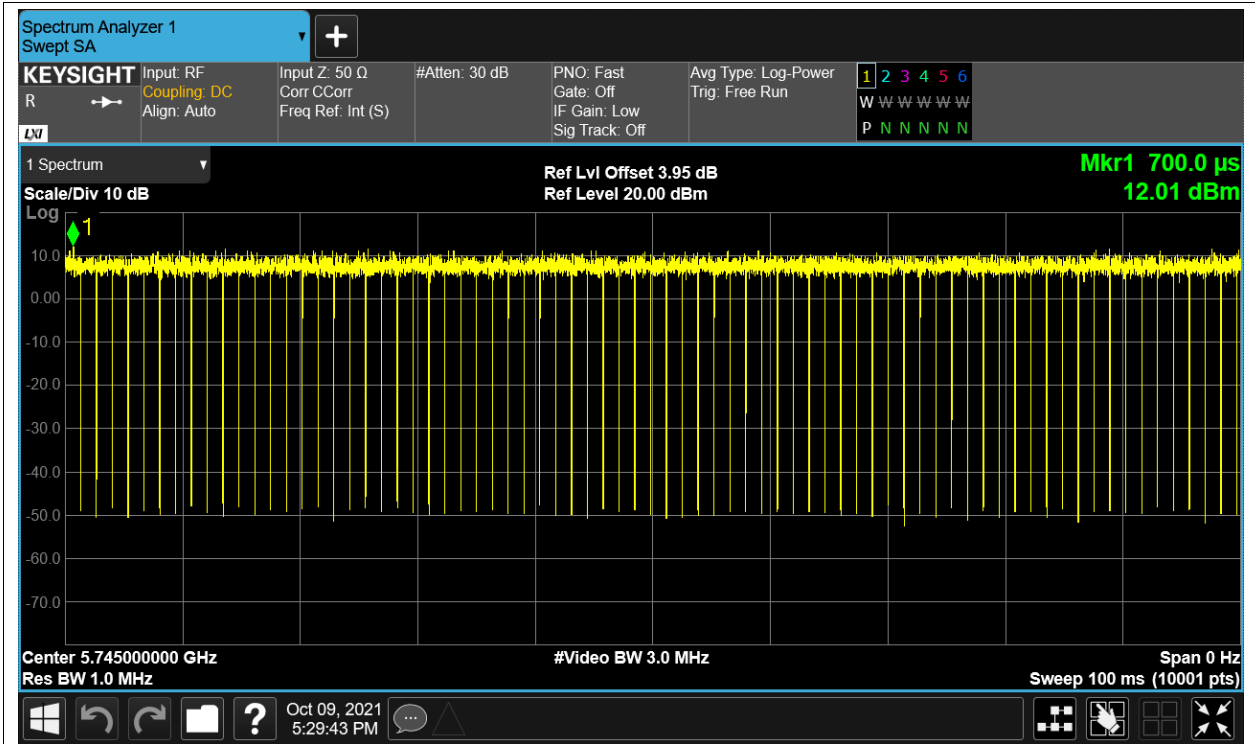 Spectrum Analyzer 1
Swept SA
KEYSIGHT
R
LXI
Input: RF
Coupling: DC
Align: Auto
Input Z: 50 Ω
Corr CCorr
Freq Ref: Int (S)
#Atten: 30 dB
PNO: Fast
Gate: Off
IF Gain: Low
Sig Track: Off
Avg Type: Log-Power
Trig: Free Run
1 2 3 4 5 6
W W W W W W
P N N N N N
1 Spectrum
Scale/Div 10 dB
Ref Lvl Offset 3.95 dB
Ref Level 20.00 dBm
Mkr1 700.0 µs
12.01 dBm
Log
1
10.0
0.00
-10.0
-20.0
-30.0
-40.0
-50.0
-60.0
-70.0
Center 5.745000000 GHz
#Video BW 3.0 MHz
Span 0 Hz
Res BW 1.0 MHz
Sweep 100 ms (10001 pts)
?
Oct 09, 2021
5:29:43 PM